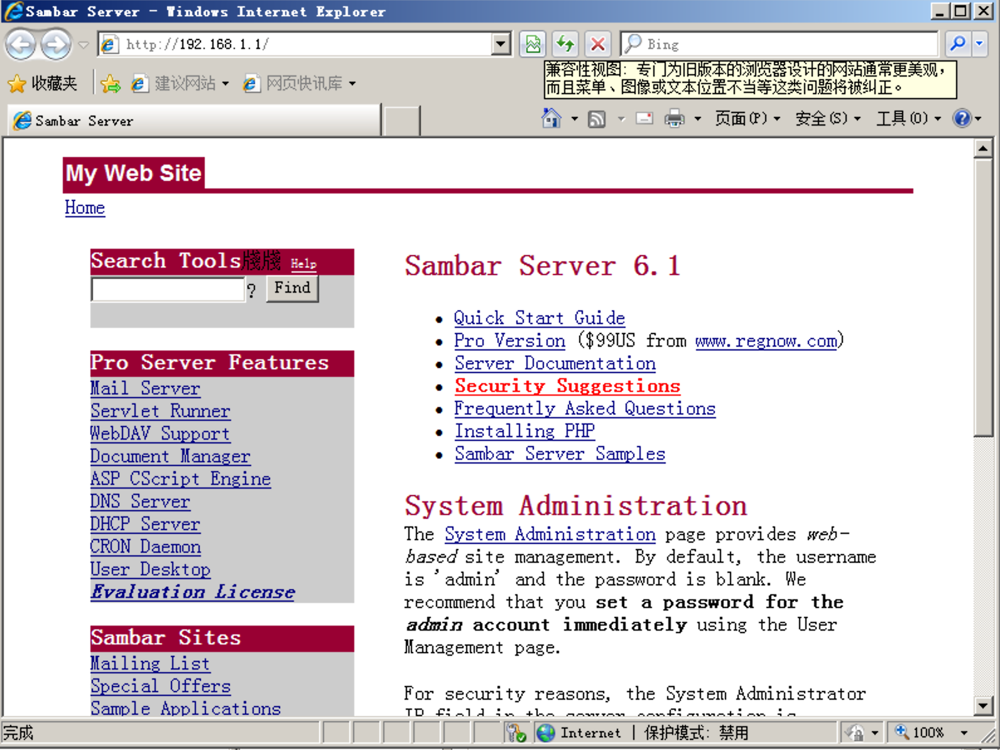 Sambar Server - Windows Internet Explorer
http://192.168.1.1/
Bing
兼容性视图: 专门为旧版本的浏览器设计的网站通常更美观，
而且菜单、图像或文本位置不当等这类问题将被纠正。
收藏夹 建议网站 网页快讯库
Sambar Server
页面(P) 安全(S) 工具(O)
My Web Site
Home
Search Tools牋牋 Help
? Find
Pro Server Features
Mail Server
Servlet Runner
WebDAV Support
Document Manager
ASP CScript Engine
DNS Server
DHCP Server
CRON Daemon
User Desktop
Evaluation License
Sambar Sites
Mailing List
Special Offers
Sample Applications
Sambar Server 6.1
Quick Start Guide
Pro Version ($99US from www.regnow.com)
Server Documentation
Security Suggestions
Frequently Asked Questions
Installing PHP
Sambar Server Samples
System Administration
The System Administration page provides web-
based site management. By default, the username
is 'admin' and the password is blank. We
recommend that you set a password for the
admin account immediately using the User
Management page.
For security reasons, the System Administrator
IP field in the server configuration is
完成
Internet | 保护模式: 禁用
100%